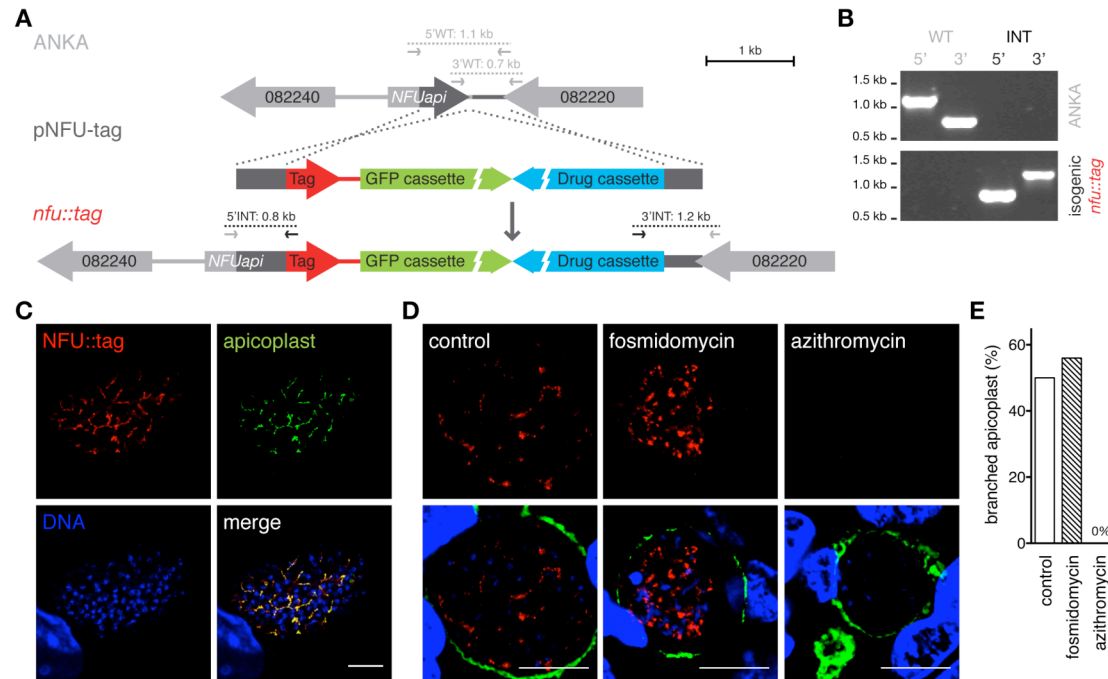 A
ANKA
5’WT: 1.1 kb
3’WT: 0.7 kb
1 kb
082240
NFUapi
082220
pNFU-tag
Tag
GFP cassette
Drug cassette
nfu::tag
5’INT: 0.8 kb
3’INT: 1.2 kb
082240
NFUapi
Tag
GFP cassette
Drug cassette
082220
B
WT
INT
5’ 3’ 5’ 3’
1.5 kb
1.0 kb
0.5 kb
ANKA
1.5 kb
1.0 kb
0.5 kb
isogenic
nfu::tag
C
NFU::tag
apicoplast
DNA
merge
D
control
fosmidomycin
azithromycin
E
branched apicoplast (%)
60
40
20
0
0%
control
fosmidomycin
azithromycin